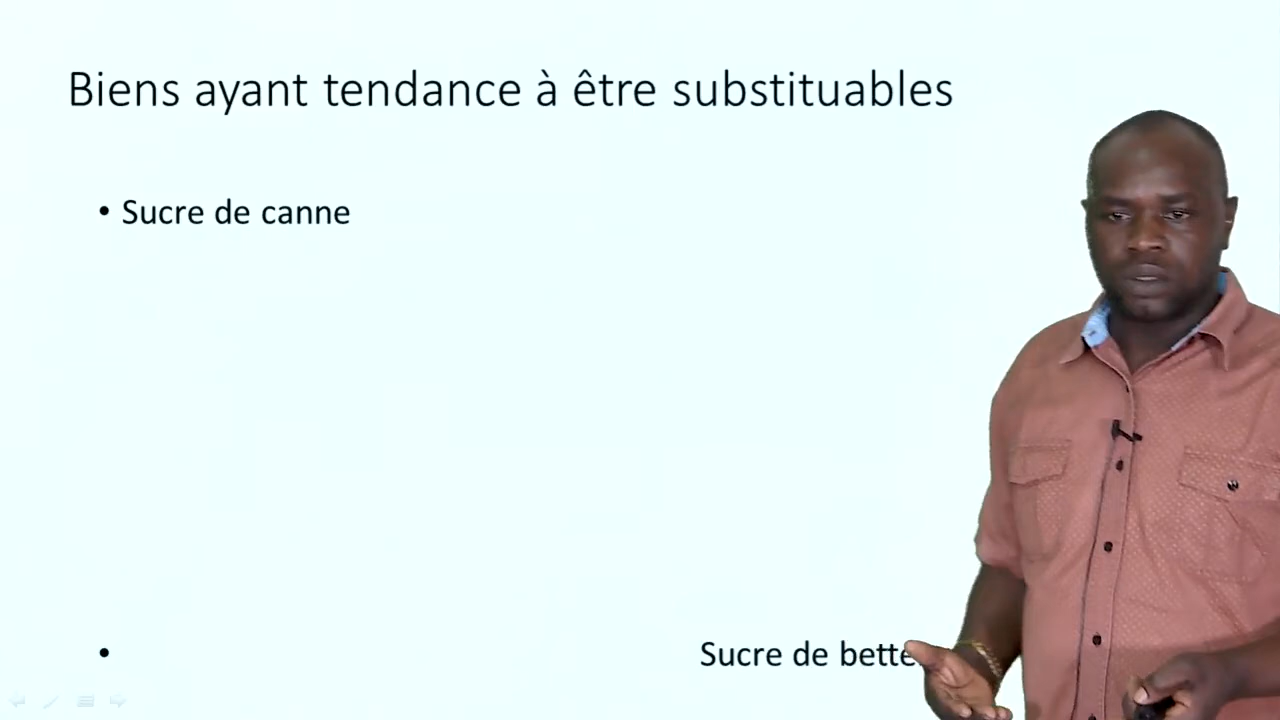 Biens ayant tendance à être substituables
• Sucre de canne
• Sucre de bette